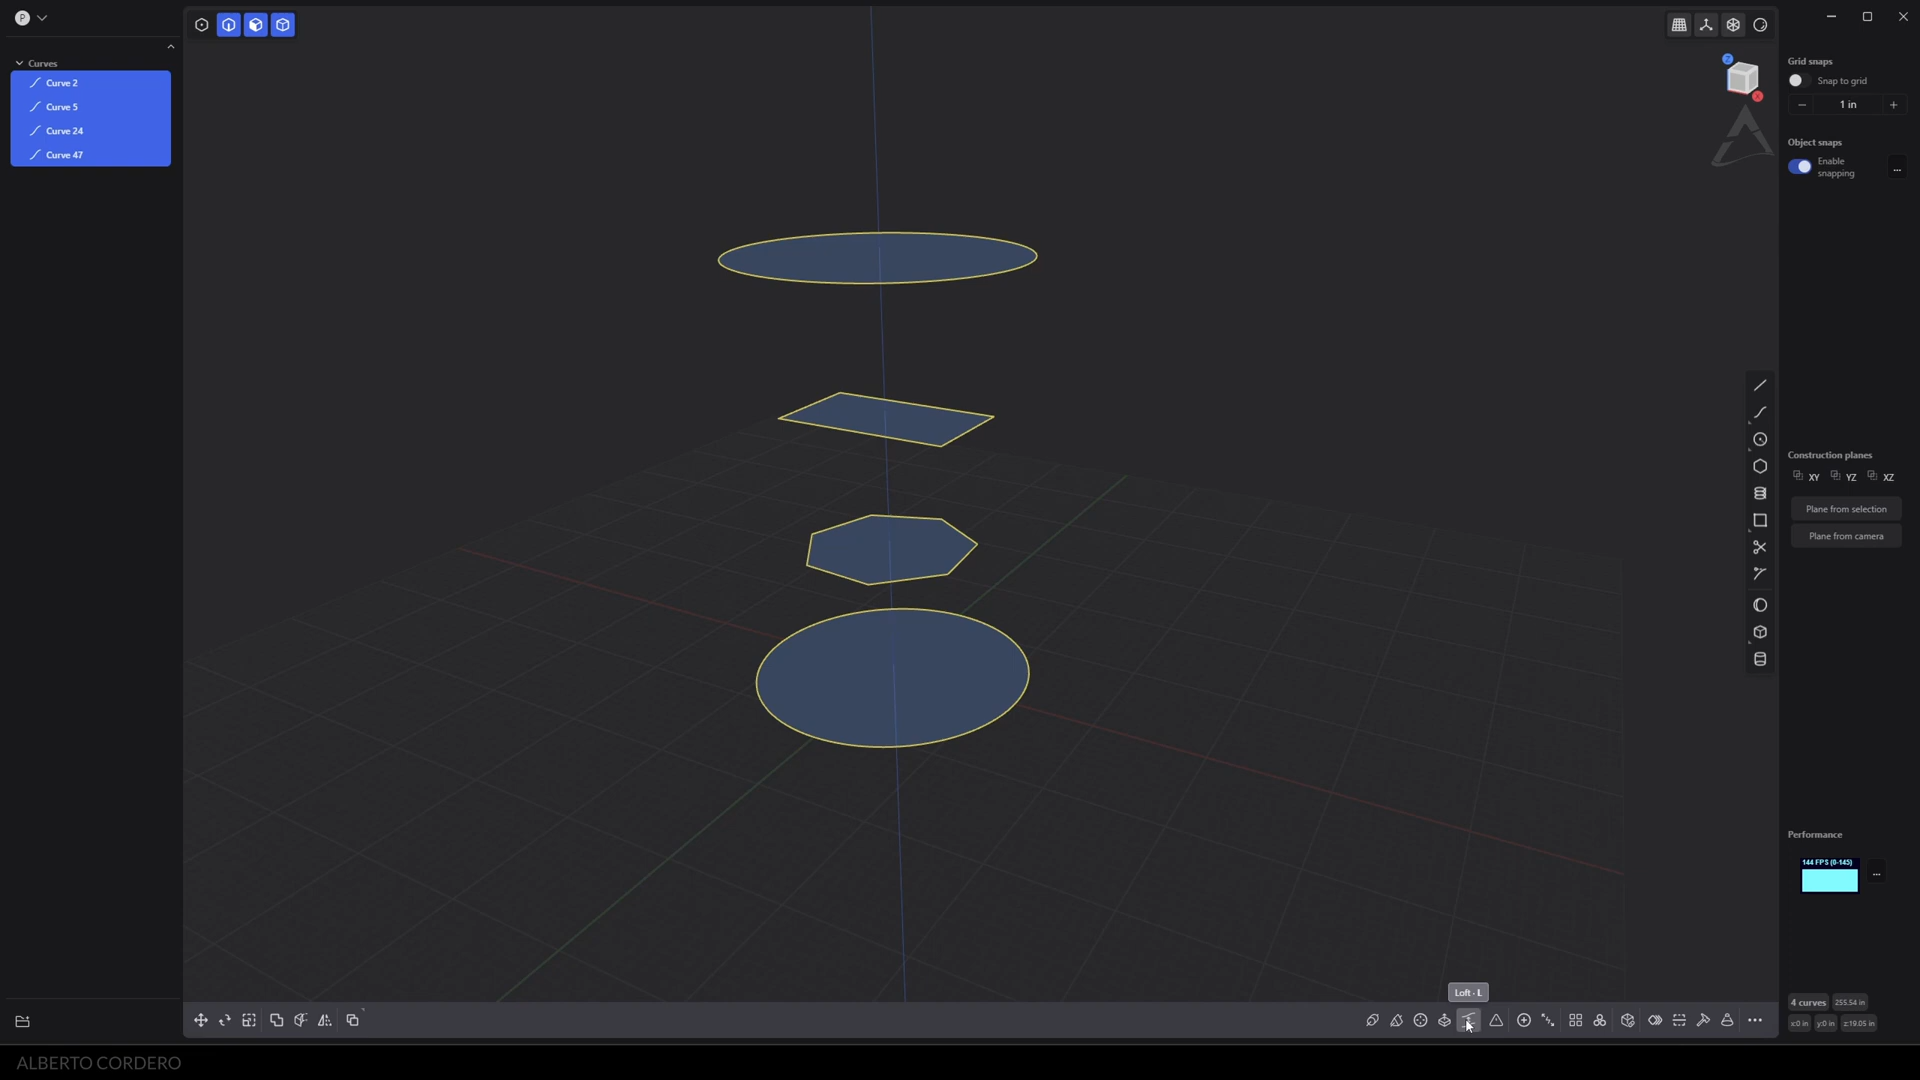 P
Curves
Curve 2
Curve 5
Curve 24
Curve 47
Z
X
Grid snaps
Snap to grid
1 in
Object snaps
Enable
snapping
...
Construction planes
XY YZ XZ
Plane from selection
Plane from camera
Performance
144 FPS (0-145)
...
Loft - L
4 curves 255.54 in
x:0 in y:0 in z:19.05 in
ALBERTO CORDERO